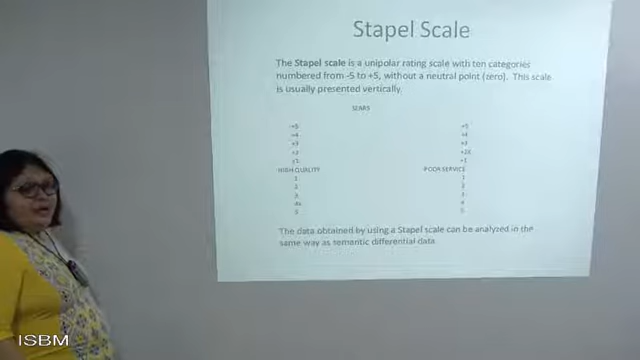 Stapel Scale
The Stapel scale is a unipolar rating scale with ten categories
numbered from -5 to +5, without a neutral point (zero). This scale
is usually presented vertically.
SEARS
+5 +5
+4 +4
+3 +3
+2 +2X
+1 +1
HIGH QUALITY POOR SERVICE
The data obtained by using a Stapel scale can be analyzed in the
same way as semantic differential data
ISBM